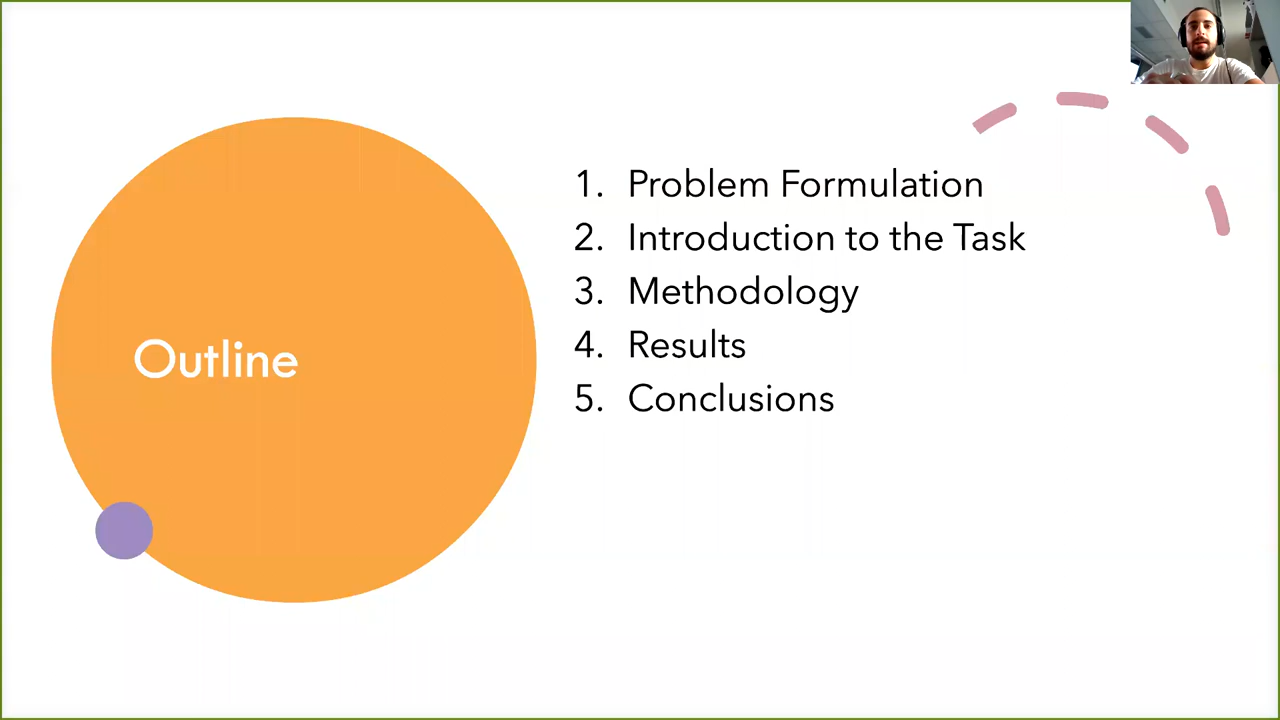 Outline
1. Problem Formulation
2. Introduction to the Task
3. Methodology
4. Results
5. Conclusions